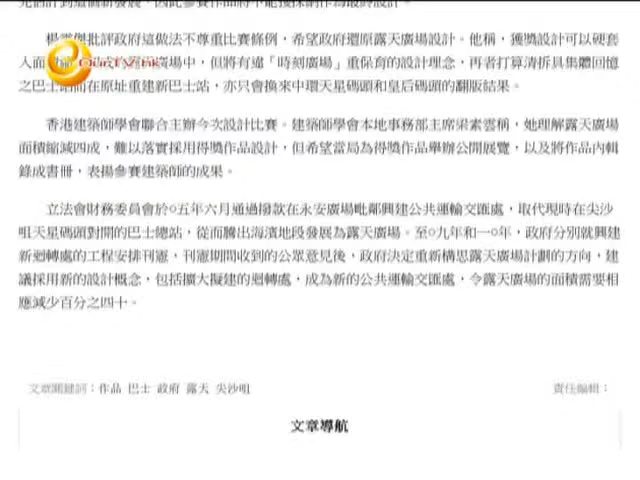 楊雲傑批評政府這做法不尊重比賽條例，希望政府還原露天廣場設計。他稱，獲獎設計可以硬套
廣場中，但將有違「時刻廣場」重保育的設計理念，再者打算清拆具集體回憶
之巴士 而在原址重建新巴士站，亦只會換來中環天星碼頭和皇后碼頭的翻版結果。
香港建築師學會聯合主辦今次設計比賽。建築師學會本地事務部主席梁素雲稱，她理解露天廣場
面積縮減四成，難以落實採用得獎作品設計，但希望當局為得獎作品舉辦公開展覽，以及將作品內輯
錄成書冊，表揚參賽建築師的成果。
立法會財務委員會於○五年六月通過撥款在永安廣場毗鄰興建公共運輸交匯處，取代現時在尖沙
咀天星碼頭對開的巴士總站，從而騰出海濱地段發展為露天廣場。至○九年和一○年，政府分別就興建
新迴轉處的工程安排刊憲，刊憲期間收到的公眾意見後，政府決定重新構思露天廣場計劃的方向，建
議採用新的設計概念，包括擴大擬建的迴轉處，成為新的公共運輸交匯處，令露天廣場的面積需要相
應減少百分之四十。
文章關鍵詞：作品 巴士 政府 露天 尖沙咀
責任編輯：
文章導航